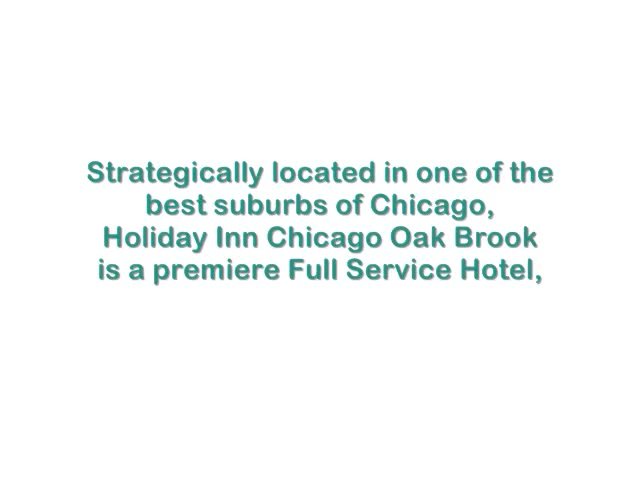 Strategically located in one of the
best suburbs of Chicago,
Holiday Inn Chicago Oak Brook
is a premiere Full Service Hotel,